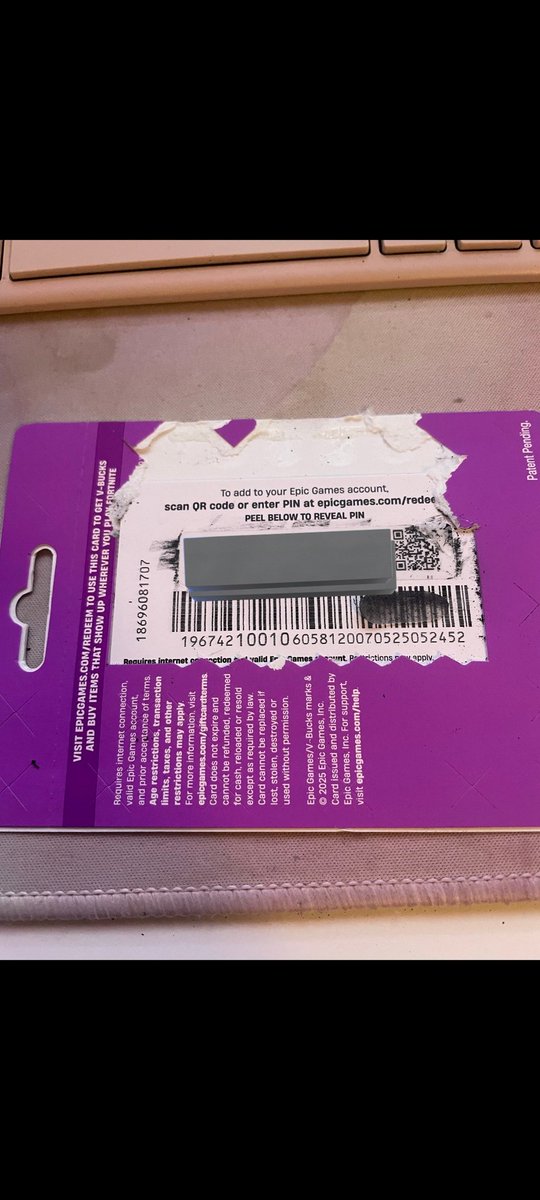 VISIT EPICGAMES.COM/REDEEM TO USE THIS CARD TO GET V-BUCKS
AND BUY ITEMS THAT SHOW UP WHEREVER YOU PLAY FORTNITE
Patent Pending.
To add to your Epic Games account,
scan QR code or enter PIN at epicgames.com/redee
PEEL BELOW TO REVEAL PIN
18696081707
196742100106058120070525052452
Requires internet connection and valid Epic Games account. Restrictions may apply.
Requires internet connection,
valid Epic Games account,
and prior acceptance of terms.
Age restrictions, transaction
limits, taxes, and other
restrictions may apply.
For more information, visit
epicgames.com/giftcardterms.
Card does not expire and
cannot be refunded, redeemed
for cash, reloaded, or resold
except as required by law.
Card cannot be replaced if
lost, stolen, destroyed or
used without permission.
Epic Games/V-Bucks marks &
© 2025 Epic Games, Inc.
Card issued and distributed by
Epic Games, Inc. For support,
visit epicgames.com/help.